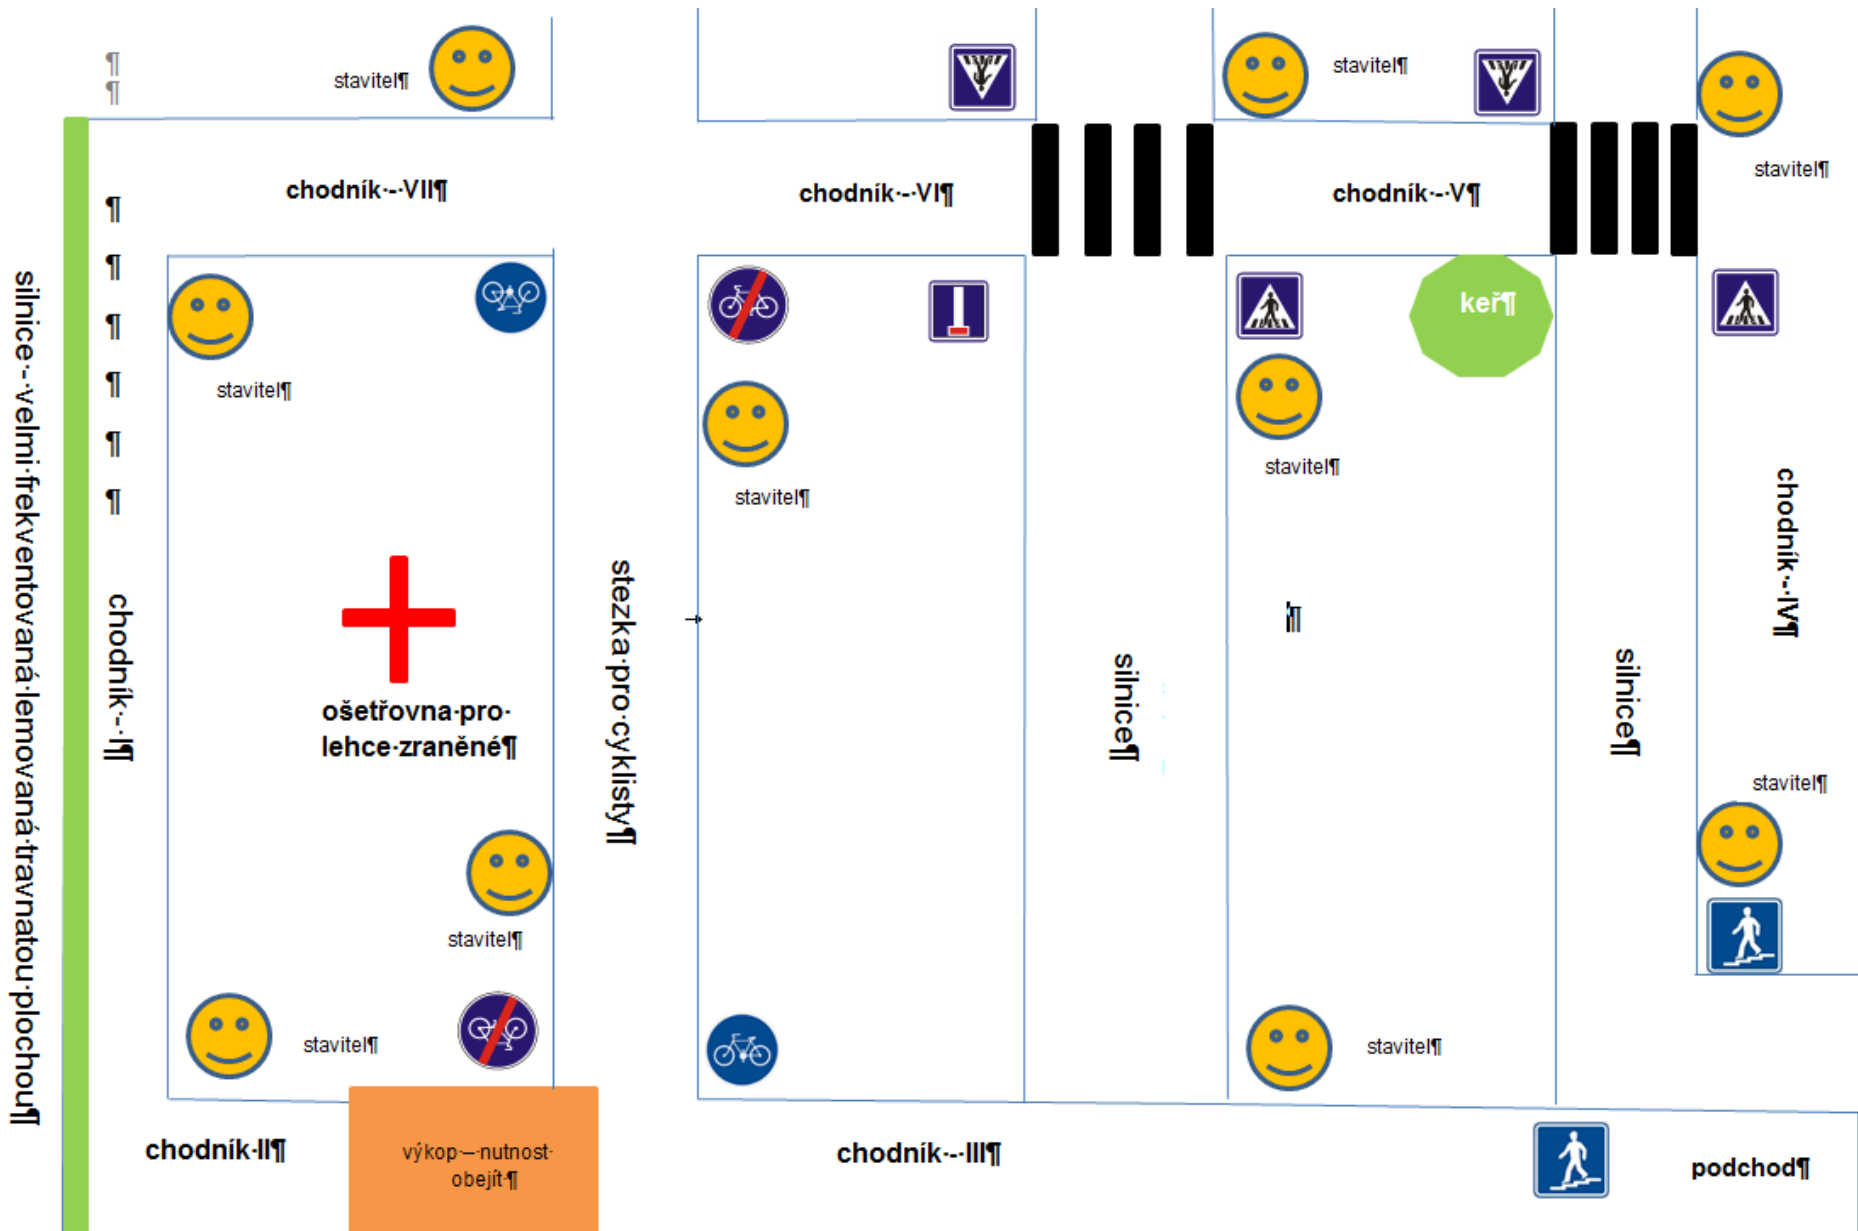 ¶
¶
stavitel¶
stavitel¶
stavitel¶
chodník·-·VII¶
chodník·-·VI¶
chodník·-·V¶
¶
¶
¶
¶
¶
¶
keř¶
stavitel¶
stavitel¶
stavitel¶
silnice·-·velmi·frekventovaná·lemovaná·travnatou·plochou¶
chodník·-·I¶
ošetřovna·pro·
lehce·zraněné¶
stezka·pro·cyklisty¶
silnice¶
¶
silnice¶
chodník·-·IV¶
stavitel¶
stavitel¶
stavitel¶
stavitel¶
chodník·II¶
výkop·–·nutnost·
obejít·¶
chodník·-·III¶
podchod¶